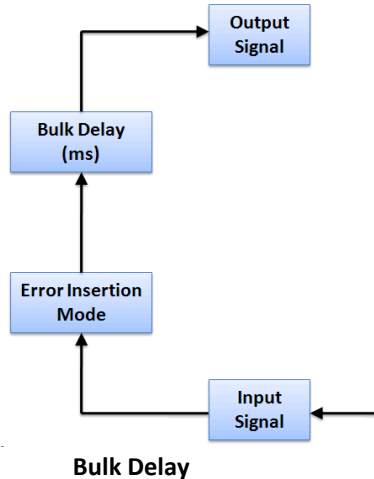 Output
Signal
Bulk Delay
(ms)
Error Insertion
Mode
Input
Signal
Bulk Delay